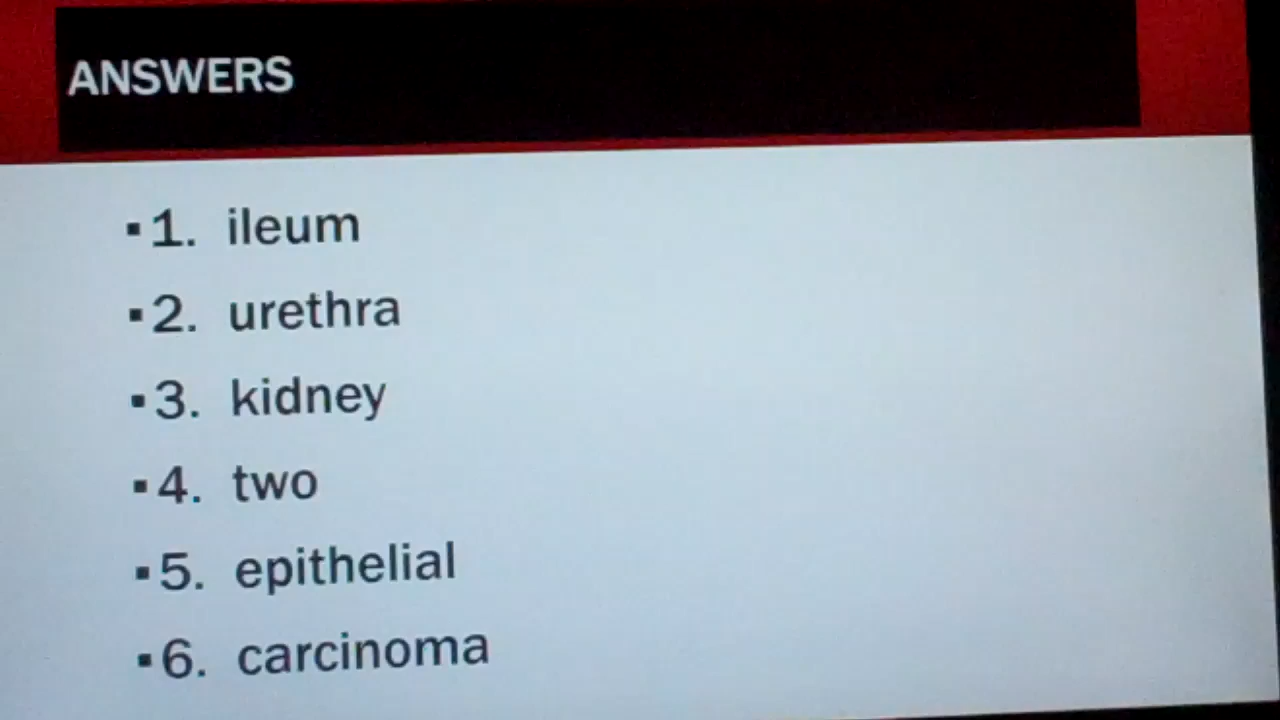 ANSWERS
▪1. ileum
▪2. urethra
▪3. kidney
▪4. two
▪5. epithelial
▪6. carcinoma